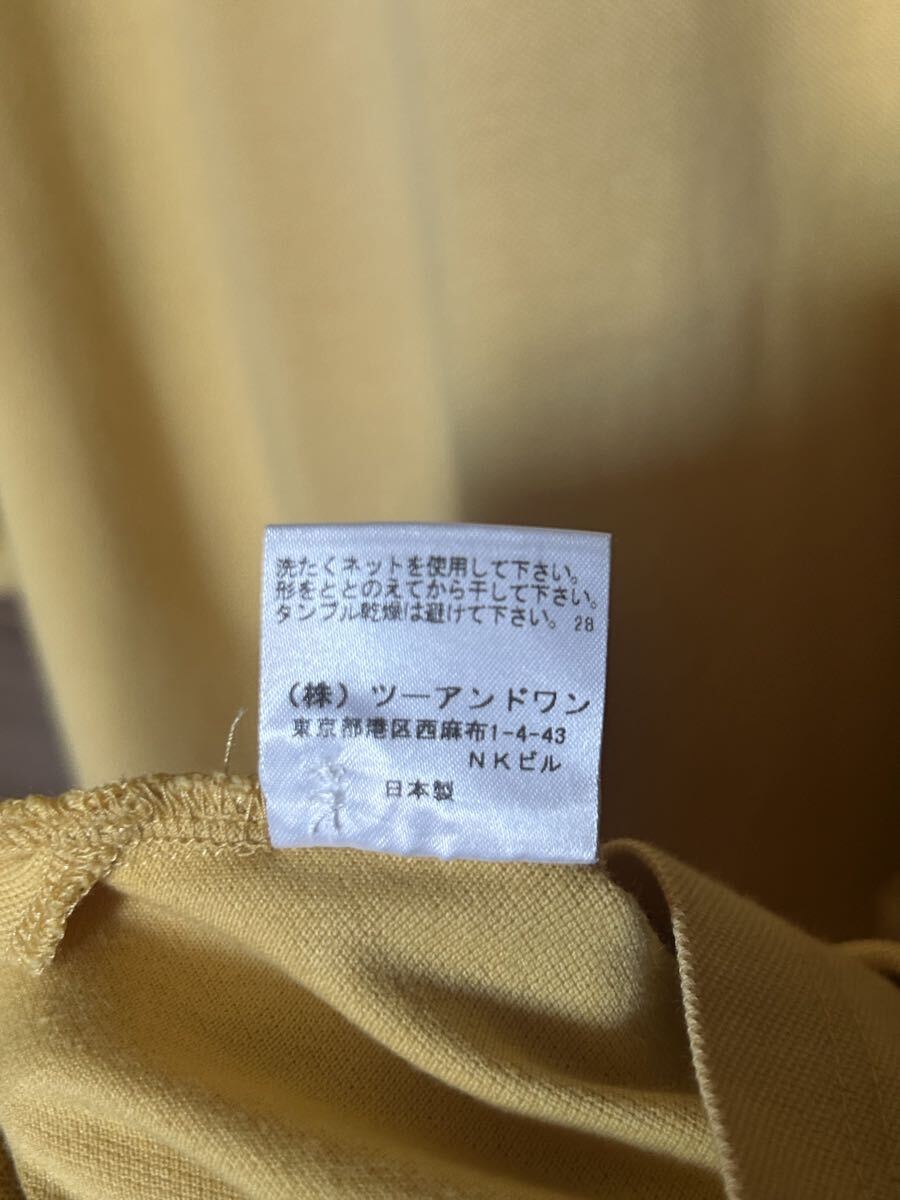 洗たくネットを使用して下さい。
形をととのえてから干して下さい。
タンブル乾燥は避けて下さい。 28
(株) ツーアンドワン
東京都港区西麻布1-4-43
NKビル
日本製